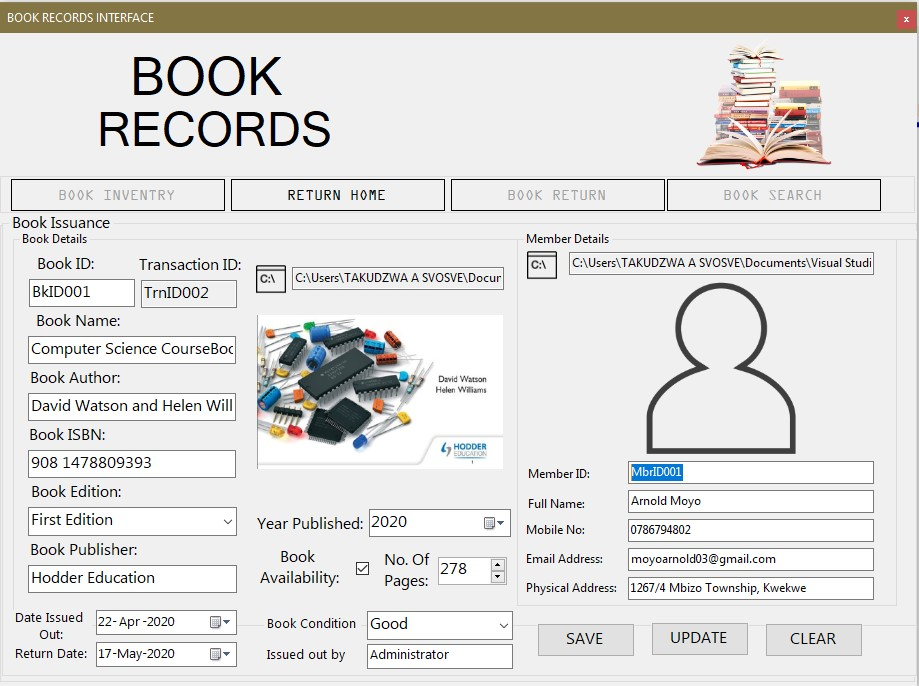 BOOK RECORDS INTERFACE
x
BOOK
RECORDS
BOOK INVENTRY
RETURN HOME
BOOK RETURN
BOOK SEARCH
Book Issuance
Book Details
Book ID:
Transaction ID:
BkID001
TrnID002
C:\
C:\Users\TAKUDZWA A SVOSVE\Docur
Book Name:
Computer Science CourseBoc
Book Author:
David Watson and Helen Will
Book ISBN:
908 1478809393
Book Edition:
First Edition
Book Publisher:
Hodder Education
David Watson
Helen Williams
HODDER
EDUCATION
Year Published:
2020
Book
Availability:
No. Of
Pages:
278
Date Issued
Out:
22- Apr -2020
Return Date:
17-May-2020
Book Condition
Good
Issued out by
Administrator
Member Details
C:\
C:\Users\TAKUDZWA A SVOSVE\Documents\Visual Studi
Member ID:
MbrID001
Full Name:
Arnold Moyo
Mobile No:
0786794802
Email Address:
moyoarnold03@gmail.com
Physical Address:
1267/4 Mbizo Township, Kwekwe
SAVE
UPDATE
CLEAR